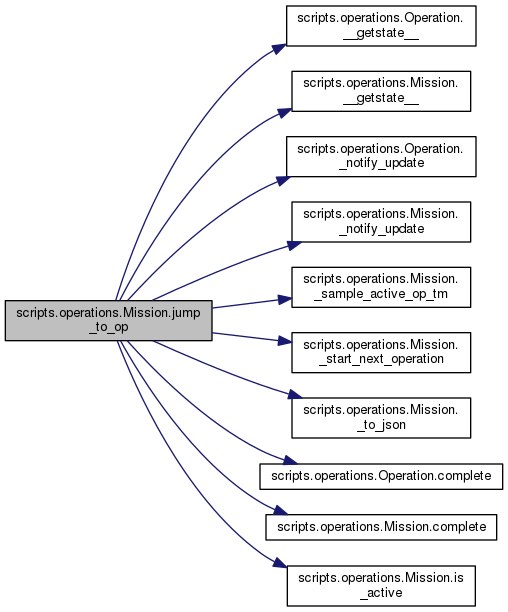 scripts.operations.Operation.
__getstate__
scripts.operations.Mission.
__getstate__
scripts.operations.Operation.
_notify_update
scripts.operations.Mission.
_notify_update
scripts.operations.Mission.jump
_to_op
scripts.operations.Mission.
_sample_active_op_tm
scripts.operations.Mission.
_start_next_operation
scripts.operations.Mission.
_to_json
scripts.operations.Operation.complete
scripts.operations.Mission.complete
scripts.operations.Mission.is
_active